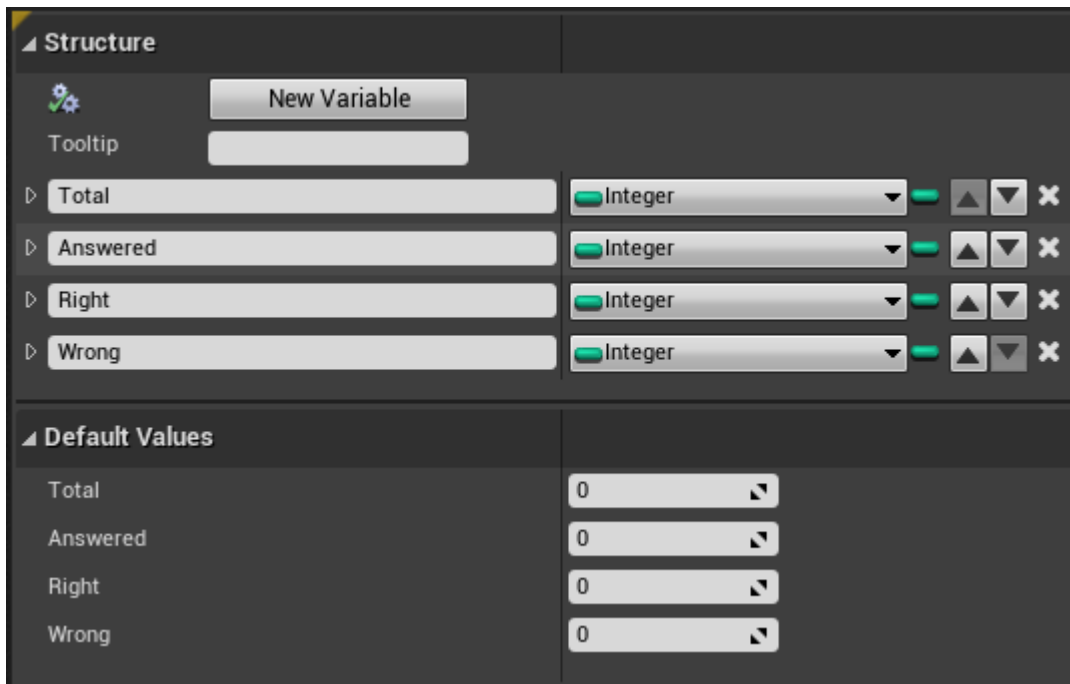 Structure
New Variable
Tooltip
Total Integer
Answered Integer
Right Integer
Wrong Integer
Default Values
Total 0
Answered 0
Right 0
Wrong 0